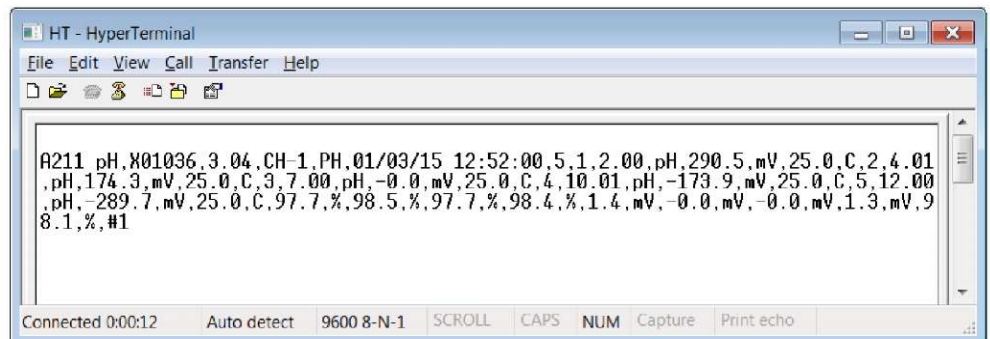 HT - HyperTerminal
File Edit View Call Transfer Help
A211 pH,X01036,3.04,CH-1,PH,01/03/15 12:52:00,5,1,2.00,pH,290.5,mV,25.0,C,2,4.01
,pH,174.3,mV,25.0,C,3,7.00,pH,-0.0,mV,25.0,C,4,10.01,pH,-173.9,mV,25.0,C,5,12.00
,pH,-289.7,mV,25.0,C,97.7,%,98.5,%,97.7,%,98.4,%,1.4,mV,-0.0,mV,-0.0,mV,1.3,mV,9
8.1,%,#1
Connected 0:00:12 Auto detect 9600 8-N-1 SCROLL CAPS NUM Capture Print echo